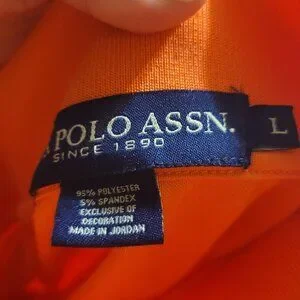 POLO ASSN.
SINCE 1890
L
95% POLYESTER
5% SPANDEX
EXCLUSIVE OF
DECORATION
MADE IN JORDAN